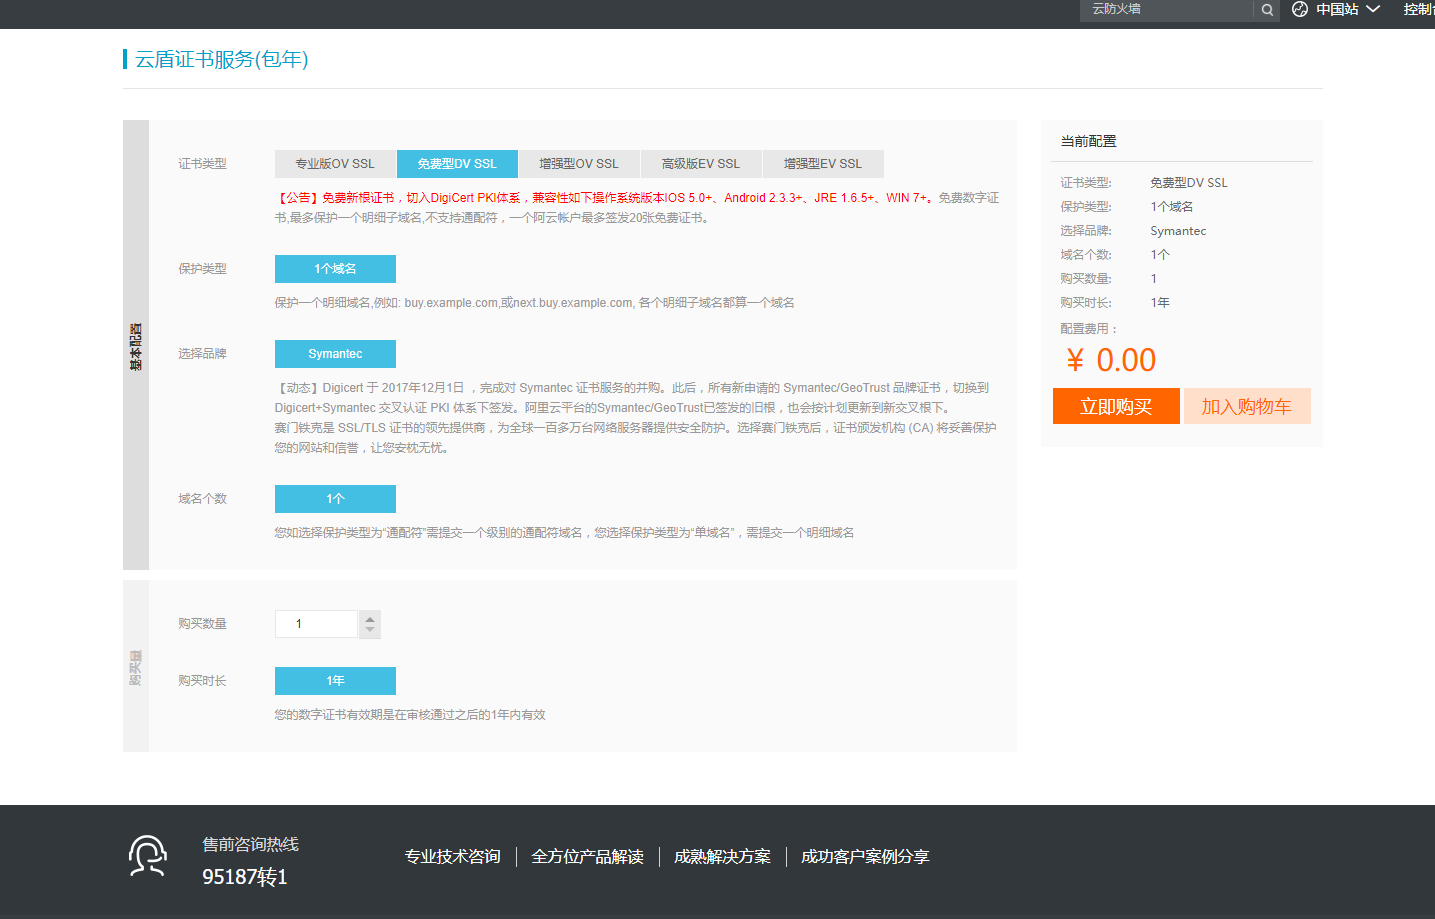 云防火墙
中国站
控制台
云盾证书服务(包年)
基本配置
证书类型
专业版OV SSL
免费型DV SSL
增强型OV SSL
高级版EV SSL
增强型EV SSL
【公告】免费新根证书，切入DigiCert PKI体系，兼容性如下操作系统版本IOS 5.0+、Android 2.3.3+、JRE 1.6.5+、WIN 7+。免费数字证
书,最多保护一个明细子域名,不支持通配符，一个阿云帐户最多签发20张免费证书。
保护类型
1个域名
保护一个明细域名,例如: buy.example.com,或next.buy.example.com, 各个明细子域名都算一个域名
选择品牌
Symantec
【动态】Digicert 于 2017年12月1日 ，完成对 Symantec 证书服务的并购。此后，所有新申请的 Symantec/GeoTrust 品牌证书，切换到
Digicert+Symantec 交叉认证 PKI 体系下签发。阿里云平台的Symantec/GeoTrust已签发的旧根，也会按计划更新到新交叉根下。
赛门铁克是 SSL/TLS 证书的领先提供商，为全球一百多万台网络服务器提供安全防护。选择赛门铁克后，证书颁发机构 (CA) 将妥善保护
您的网站和信誉，让您安枕无忧。
域名个数
1个
您如选择保护类型为“通配符”需提交一个级别的通配符域名，您选择保护类型为“单域名”，需提交一个明细域名
购买量
购买数量
1
购买时长
1年
您的数字证书有效期是在审核通过之后的1年内有效
当前配置
证书类型: 免费型DV SSL
保护类型: 1个域名
选择品牌: Symantec
域名个数: 1个
购买数量: 1
购买时长: 1年
配置费用：
¥ 0.00
立即购买
加入购物车
售前咨询热线
95187转1
专业技术咨询
全方位产品解读
成熟解决方案
成功客户案例分享